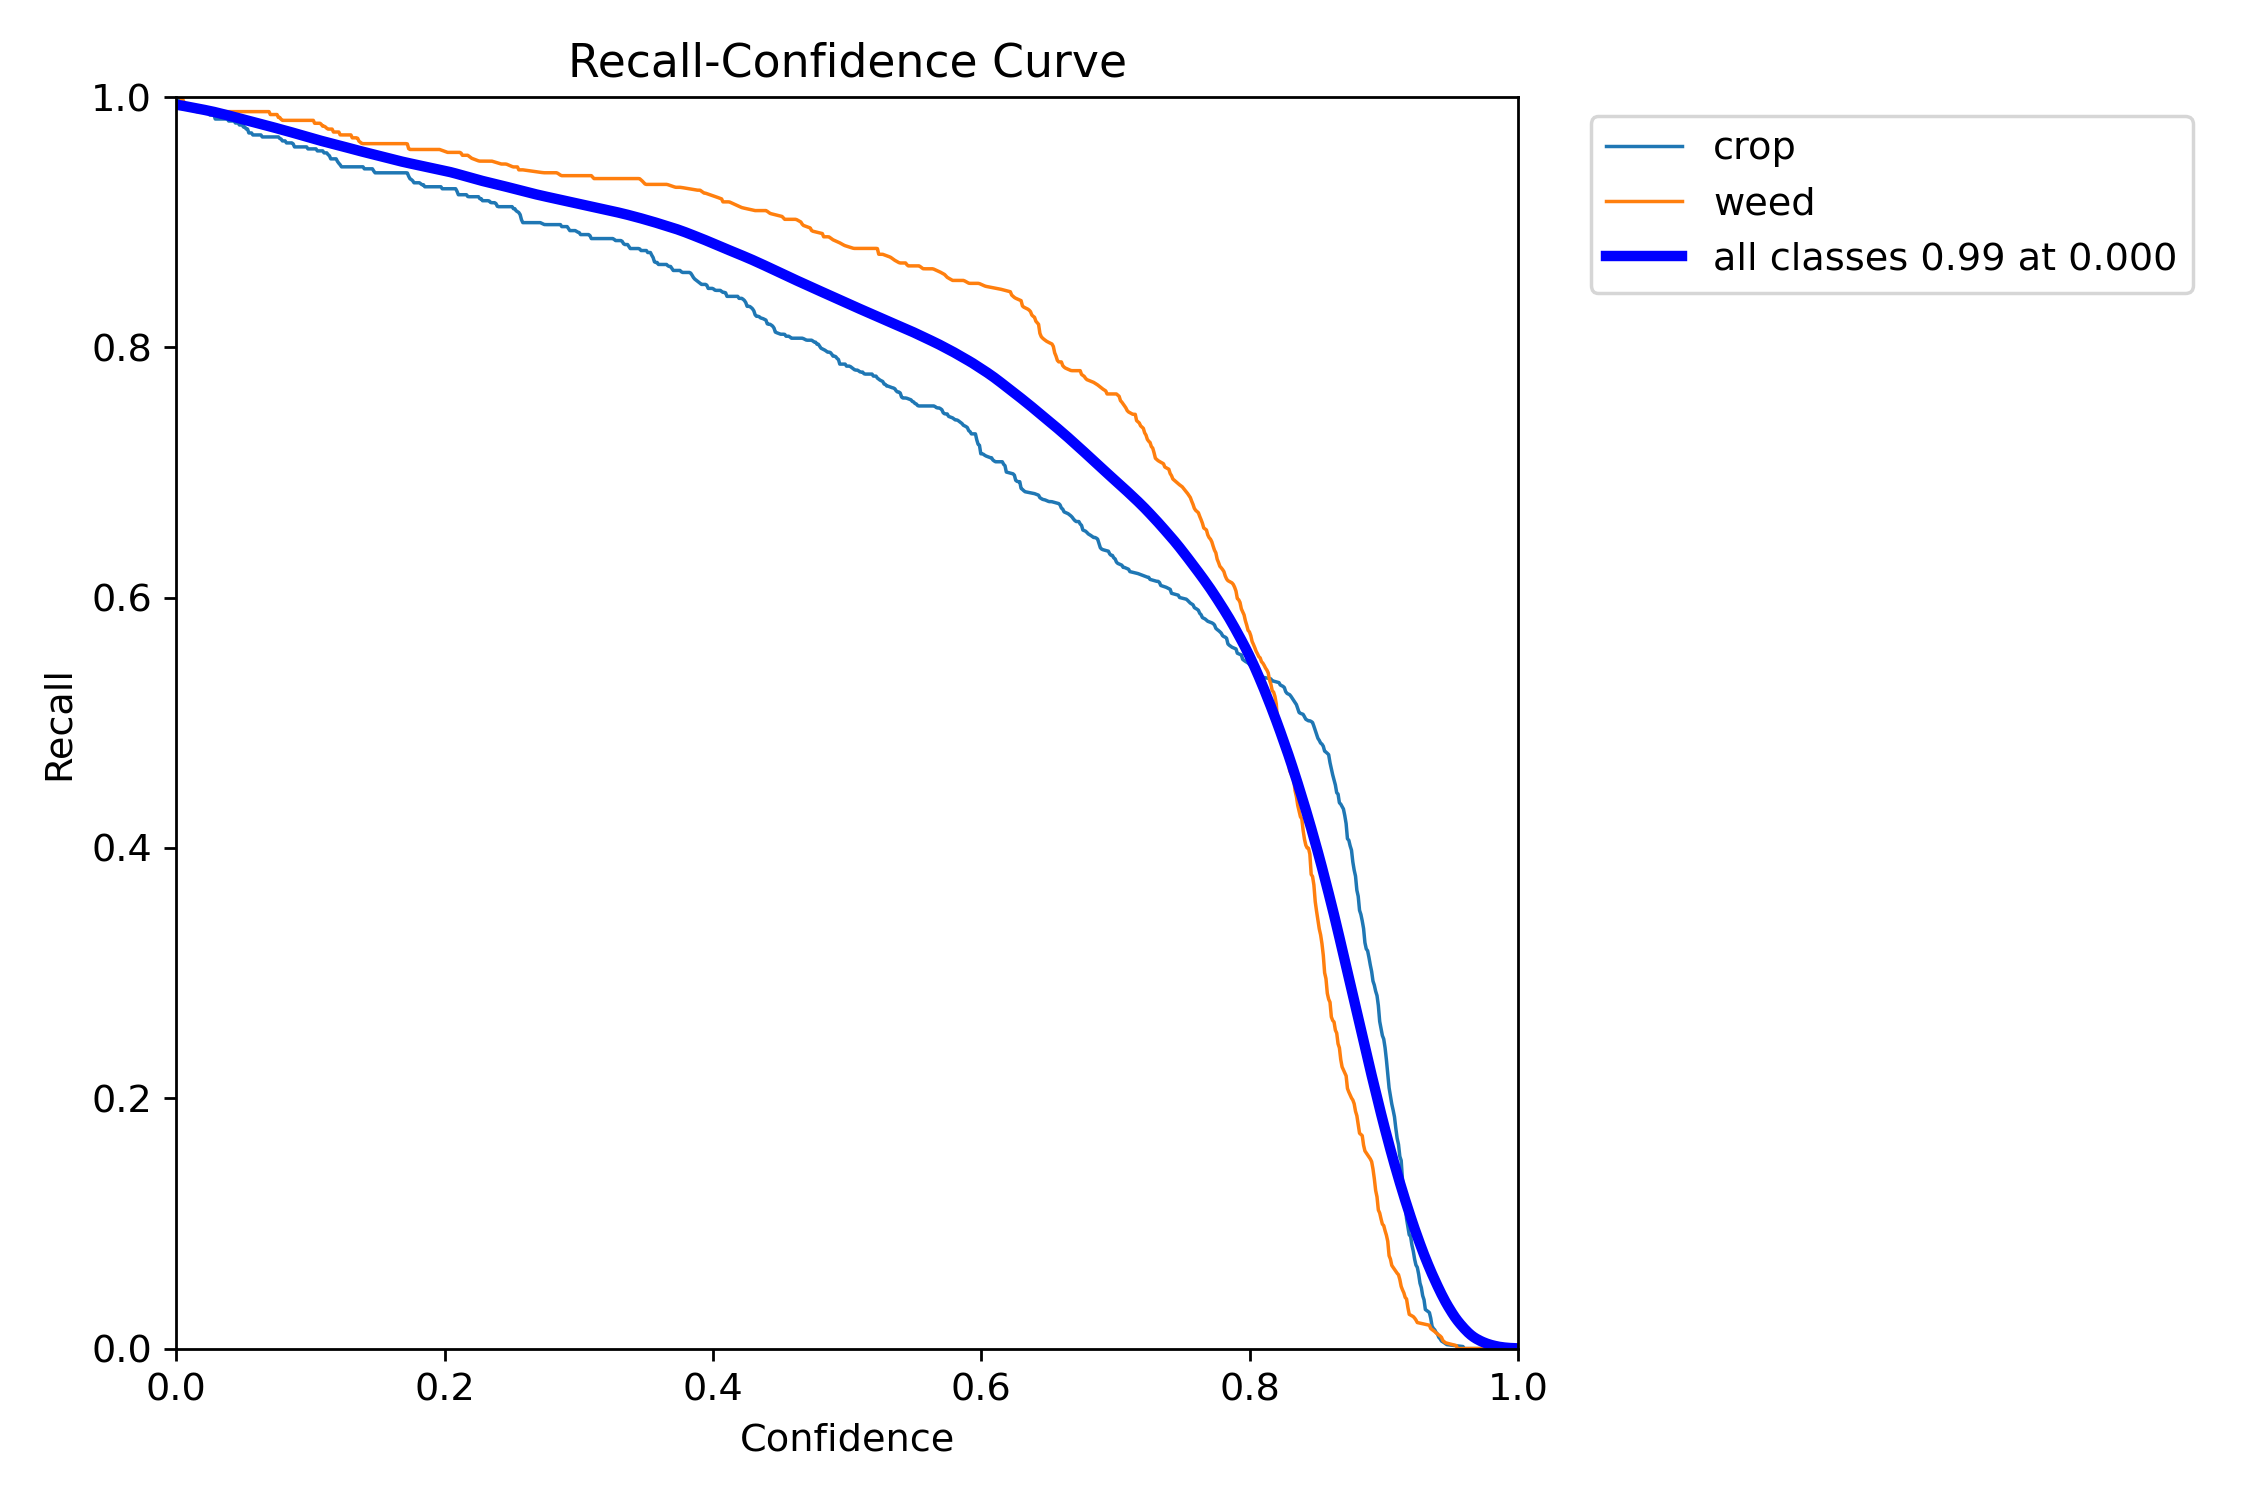 Recall-Confidence Curve
1.0
0.8
0.6
0.4
0.2
0.0
Recall
0.0 0.2 0.4 0.6 0.8 1.0
Confidence
crop
weed
all classes 0.99 at 0.000